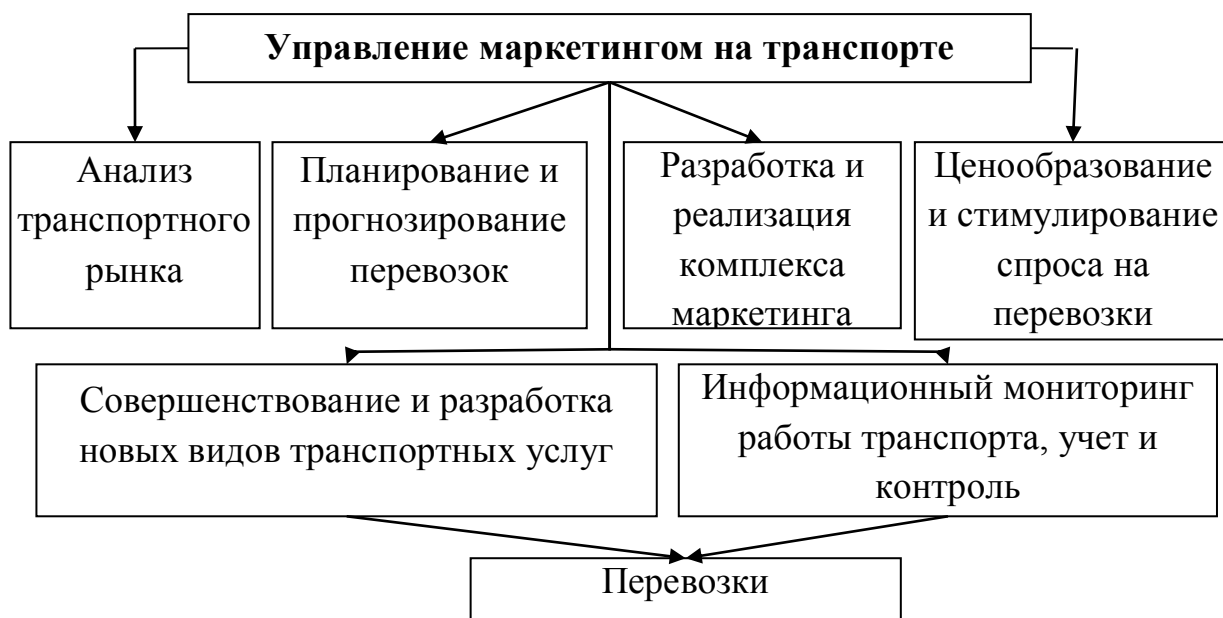 Управление маркетингом на транспорте
Анализ
транспортного
рынка
Планирование и
прогнозирование
перевозок
Разработка и
реализация
комплекса
маркетинга
Ценообразование
и стимулирование
спроса на
перевозки
Совершенствование и разработка
новых видов транспортных услуг
Информационный мониторинг
работы транспорта, учет и
контроль
Перевозки